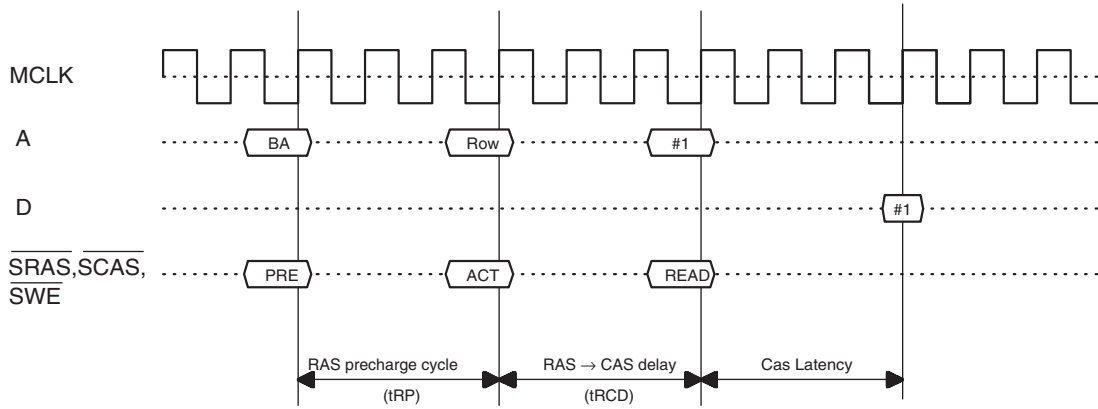 MCLK
A
BA
Row
#1
D
#1
SRAS,SCAS,
SWE
PRE
ACT
READ
RAS precharge cycle
(tRP)
RAS → CAS delay
(tRCD)
Cas Latency